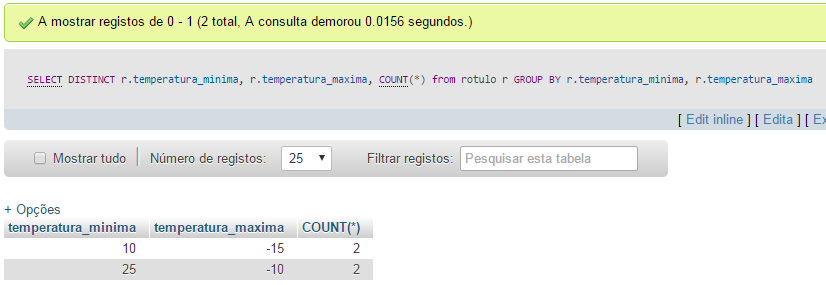 A mostrar registos de 0 - 1 (2 total, A consulta demorou 0.0156 segundos.)
SELECT DISTINCT r.temperatura_minima, r.temperatura_maxima, COUNT(*) from rotulo r GROUP BY r.temperatura_minima, r.temperatura_maxima
[ Edit inline ] [ Edita ] [ Ex
Mostrar tudo Número de registos: 25 Filtrar registos: Pesquisar esta tabela
+ Opções
temperatura_minima temperatura_maxima COUNT(*)
10 -15 2
25 -10 2